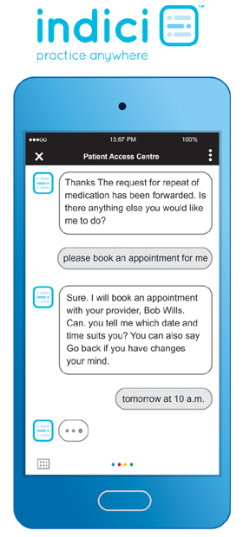 indici
™
practice anywhere
13.67 PM 100%
Patient Access Centre
Thanks The request for repeat of
medication has been forwarded. Is
there anything else you would like
me to do?
please book an appointment for me
Sure. I will book an appointment
with your provider, Bob Wills.
Can. you tell me which date and
time suits you? You can also say
Go back if you have changes
your mind.
tomorrow at 10 a.m.